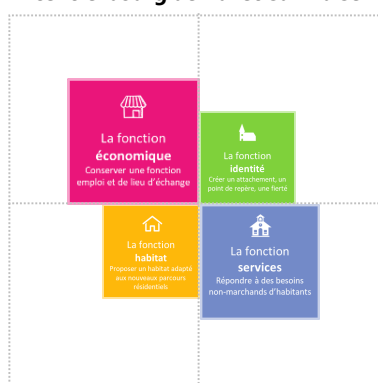 La fonction
économique
Conserver une fonction
emploi et de lieu d'échange
La fonction
identité
Créer un attachement, un
point de repère, une fierté
La fonction
habitat
Proposer un habitat adapté
aux nouveaux parcours
résidentiels
La fonction
services
Répondre à des besoins
non-marchands d'habitants